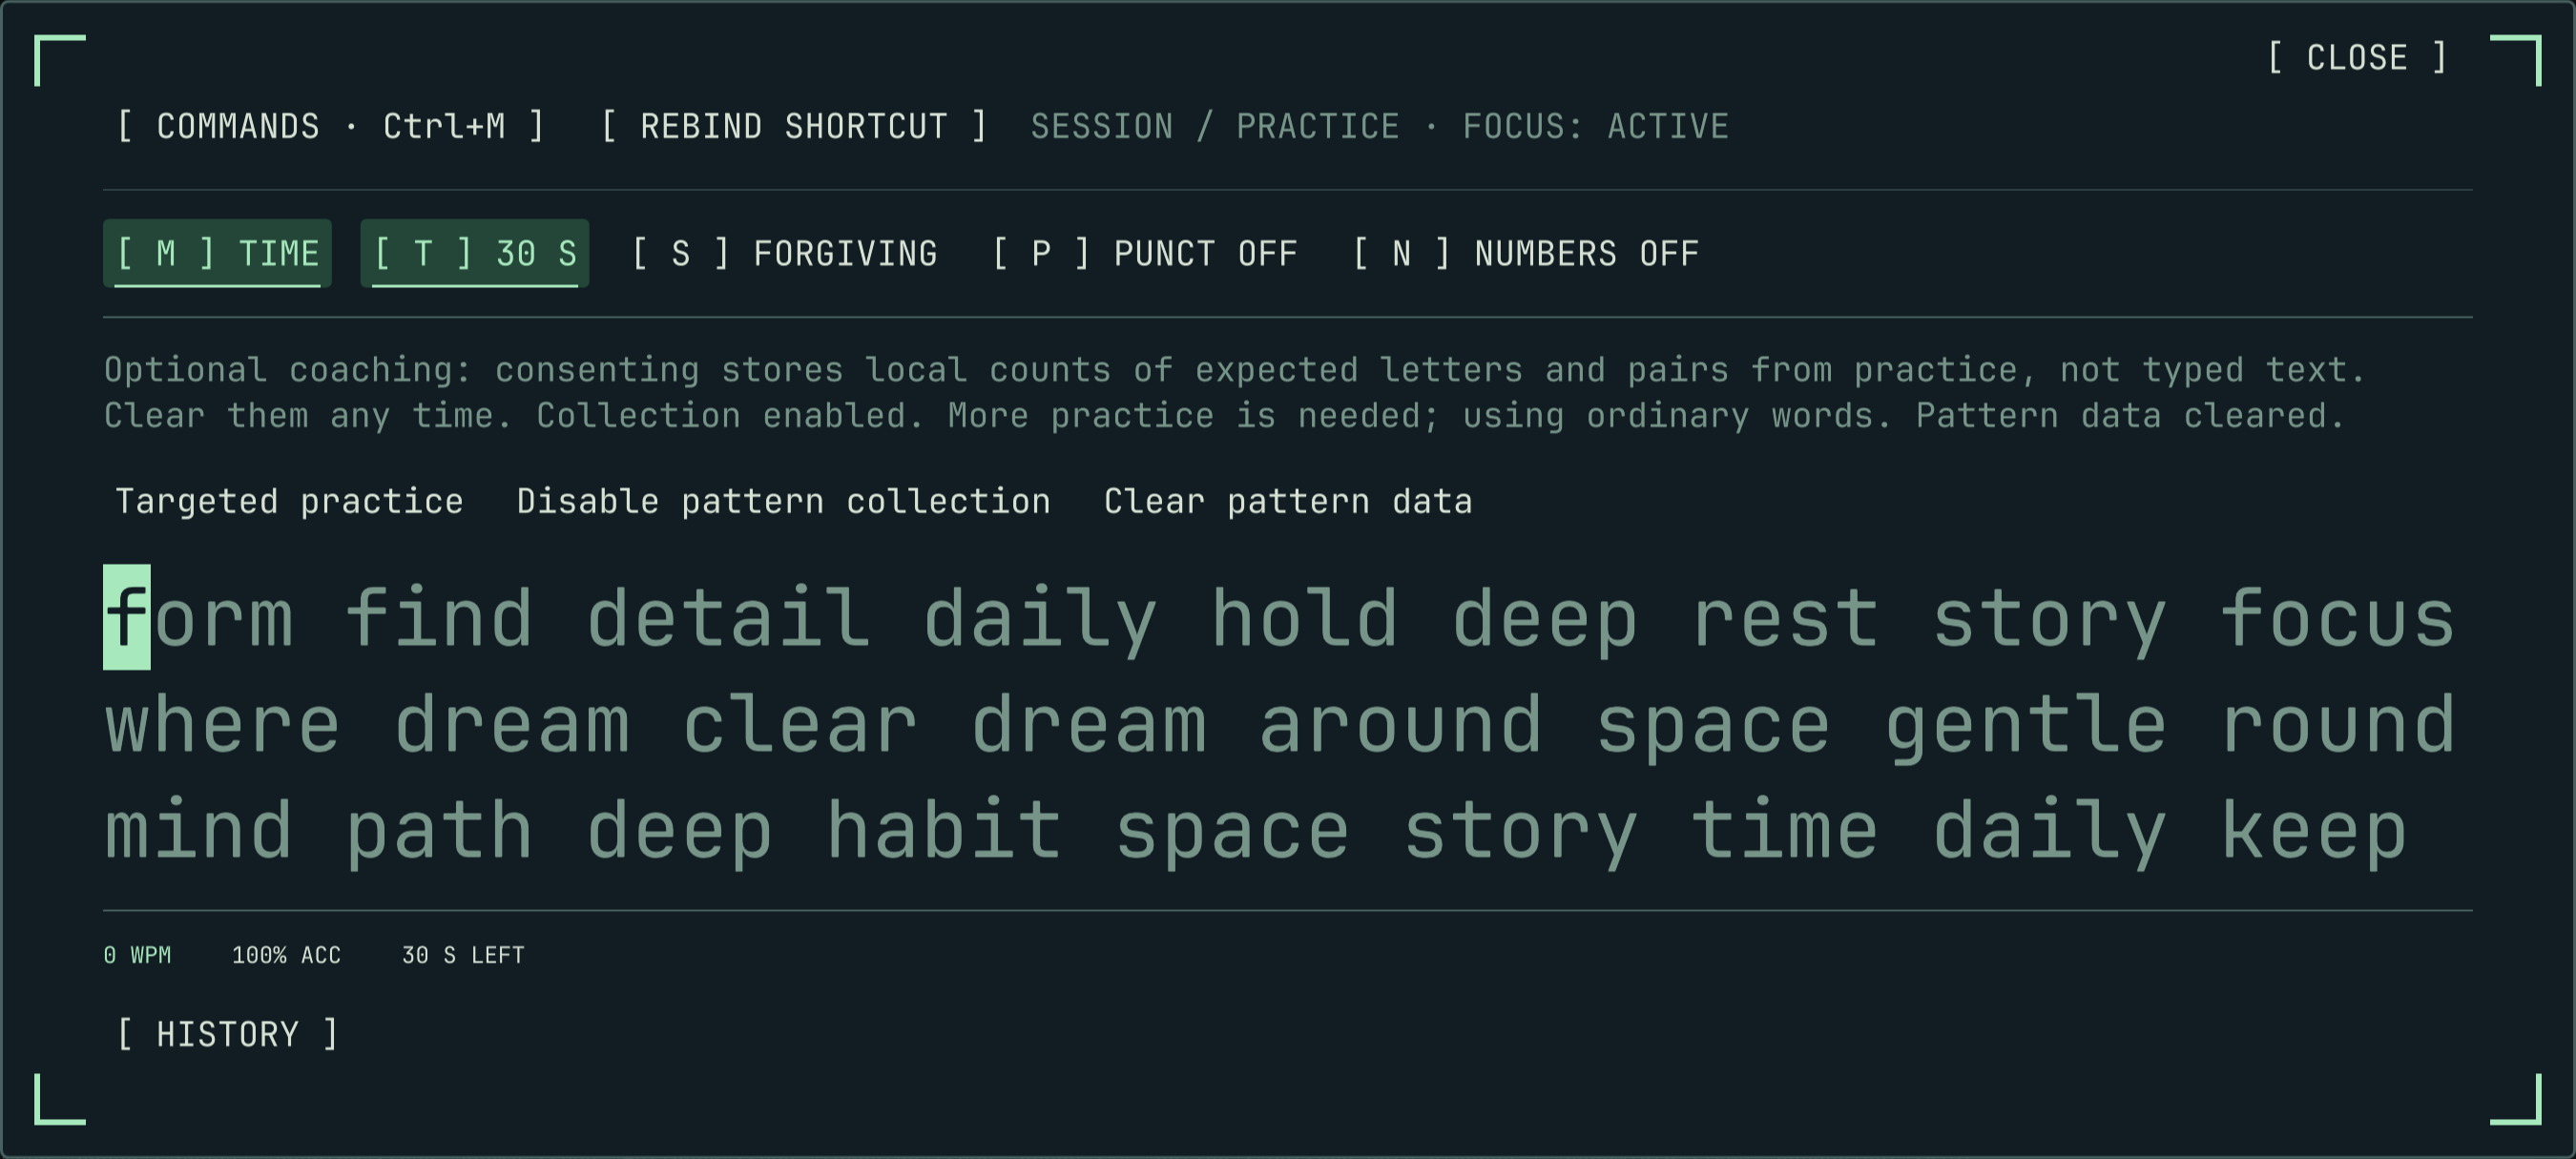 [ CLOSE ]
[ COMMANDS · Ctrl+M ] [ REBIND SHORTCUT ] SESSION / PRACTICE · FOCUS: ACTIVE
[ M ] TIME [ T ] 30 S [ S ] FORGIVING [ P ] PUNCT OFF [ N ] NUMBERS OFF
Optional coaching: consenting stores local counts of expected letters and pairs from practice, not typed text.
Clear them any time. Collection enabled. More practice is needed; using ordinary words. Pattern data cleared.
Targeted practice Disable pattern collection Clear pattern data
form find detail daily hold deep rest story focus
where dream clear dream around space gentle round
mind path deep habit space story time daily keep
0 WPM 100% ACC 30 S LEFT
[ HISTORY ]